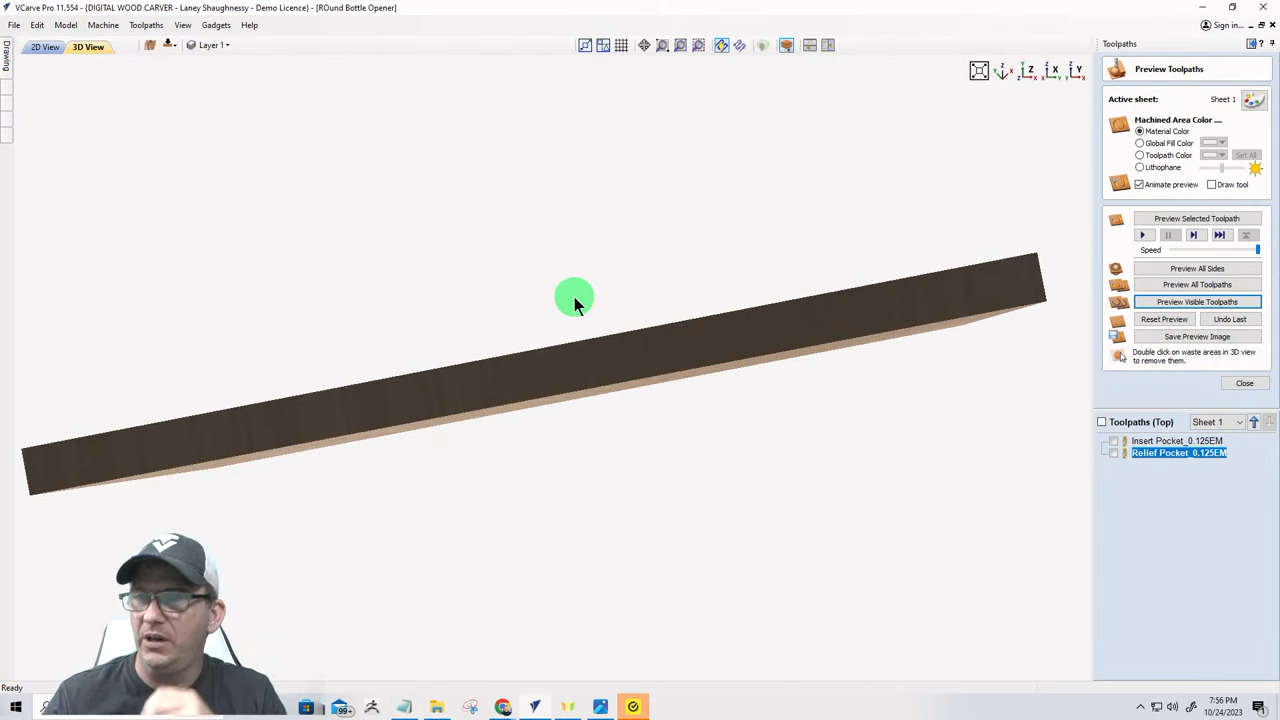 VCarve Pro 11.554 - {DIGITAL WOOD CARVER - Laney Shaughnessy - Demo Licence} - [ROund Bottle Opener]
File Edit Model Machine Toolpaths View Gadgets Help
Sign in...
2D View 3D View Layer 1
Drawing
Z X Y
Toolpaths
Preview Toolpaths
Active sheet: Sheet 1
Machined Area Color ....
Material Color
Global Fill Color
Toolpath Color Set All
Lithophane
Animate preview Draw tool
Preview Selected Toolpath
Speed
Preview All Sides
Preview All Toolpaths
Preview Visible Toolpaths
Reset Preview Undo Last
Save Preview Image
Double click on waste areas in 3D view
to remove them.
Close
Toolpaths (Top) Sheet 1
Insert Pocket_0.125EM
Relief Pocket_0.125EM
Ready
99+
7:56 PM
10/24/2023